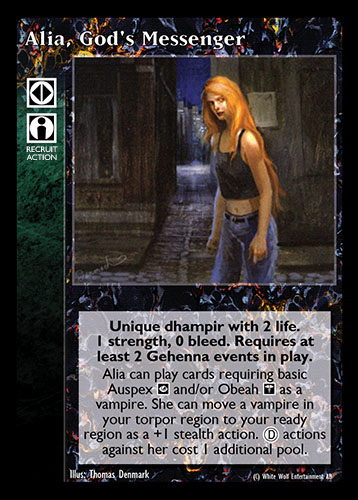 Alia, God's Messenger
RECRUIT
ACTION
Unique dhampir with 2 life.
1 strength, 0 bleed. Requires at
least 2 Gehenna events in play.
Alia can play cards requiring basic
Auspex and/or Obeah as a
vampire. She can move a vampire in
your torpor region to your ready
region as a +1 stealth action. D actions
against her cost 1 additional pool.
Illus: Thomas Denmark
(C) White Wolf Entertainment AB